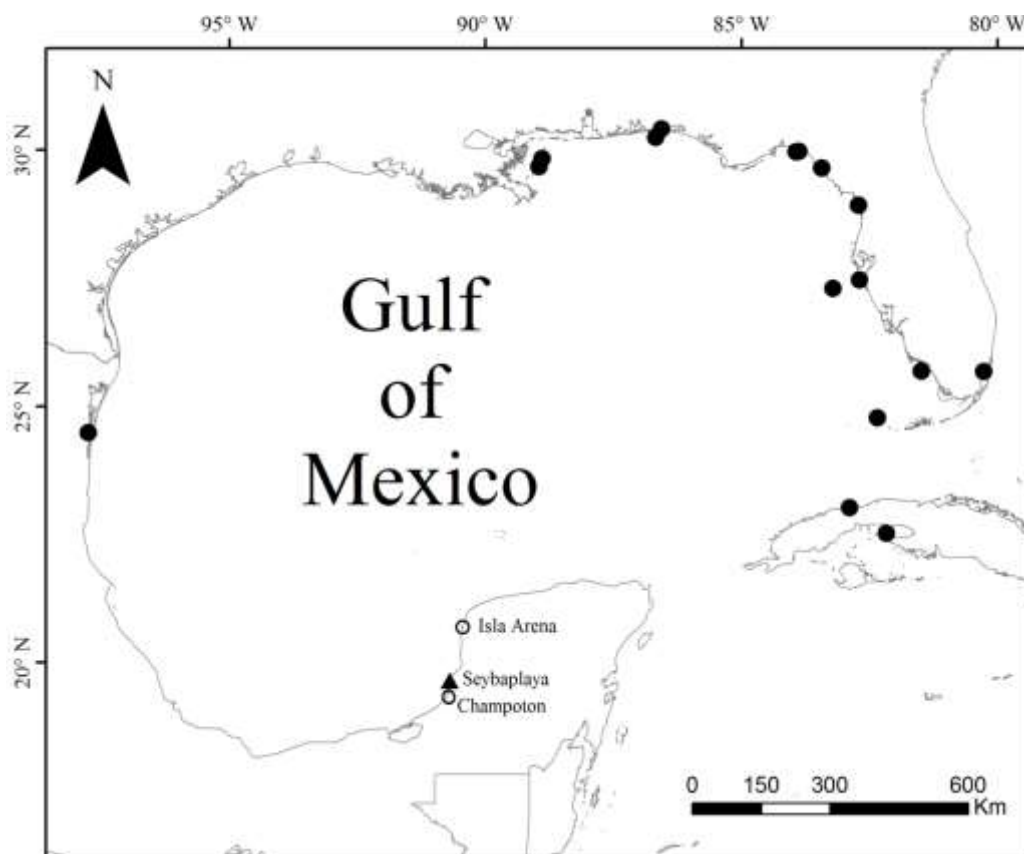 95° W 90° W 85° W 80° W
N
30° N
25° N
20° N
Gulf
of
Mexico
Isla Arena
Seybaplaya
Champoton
0 150 300 600
Km